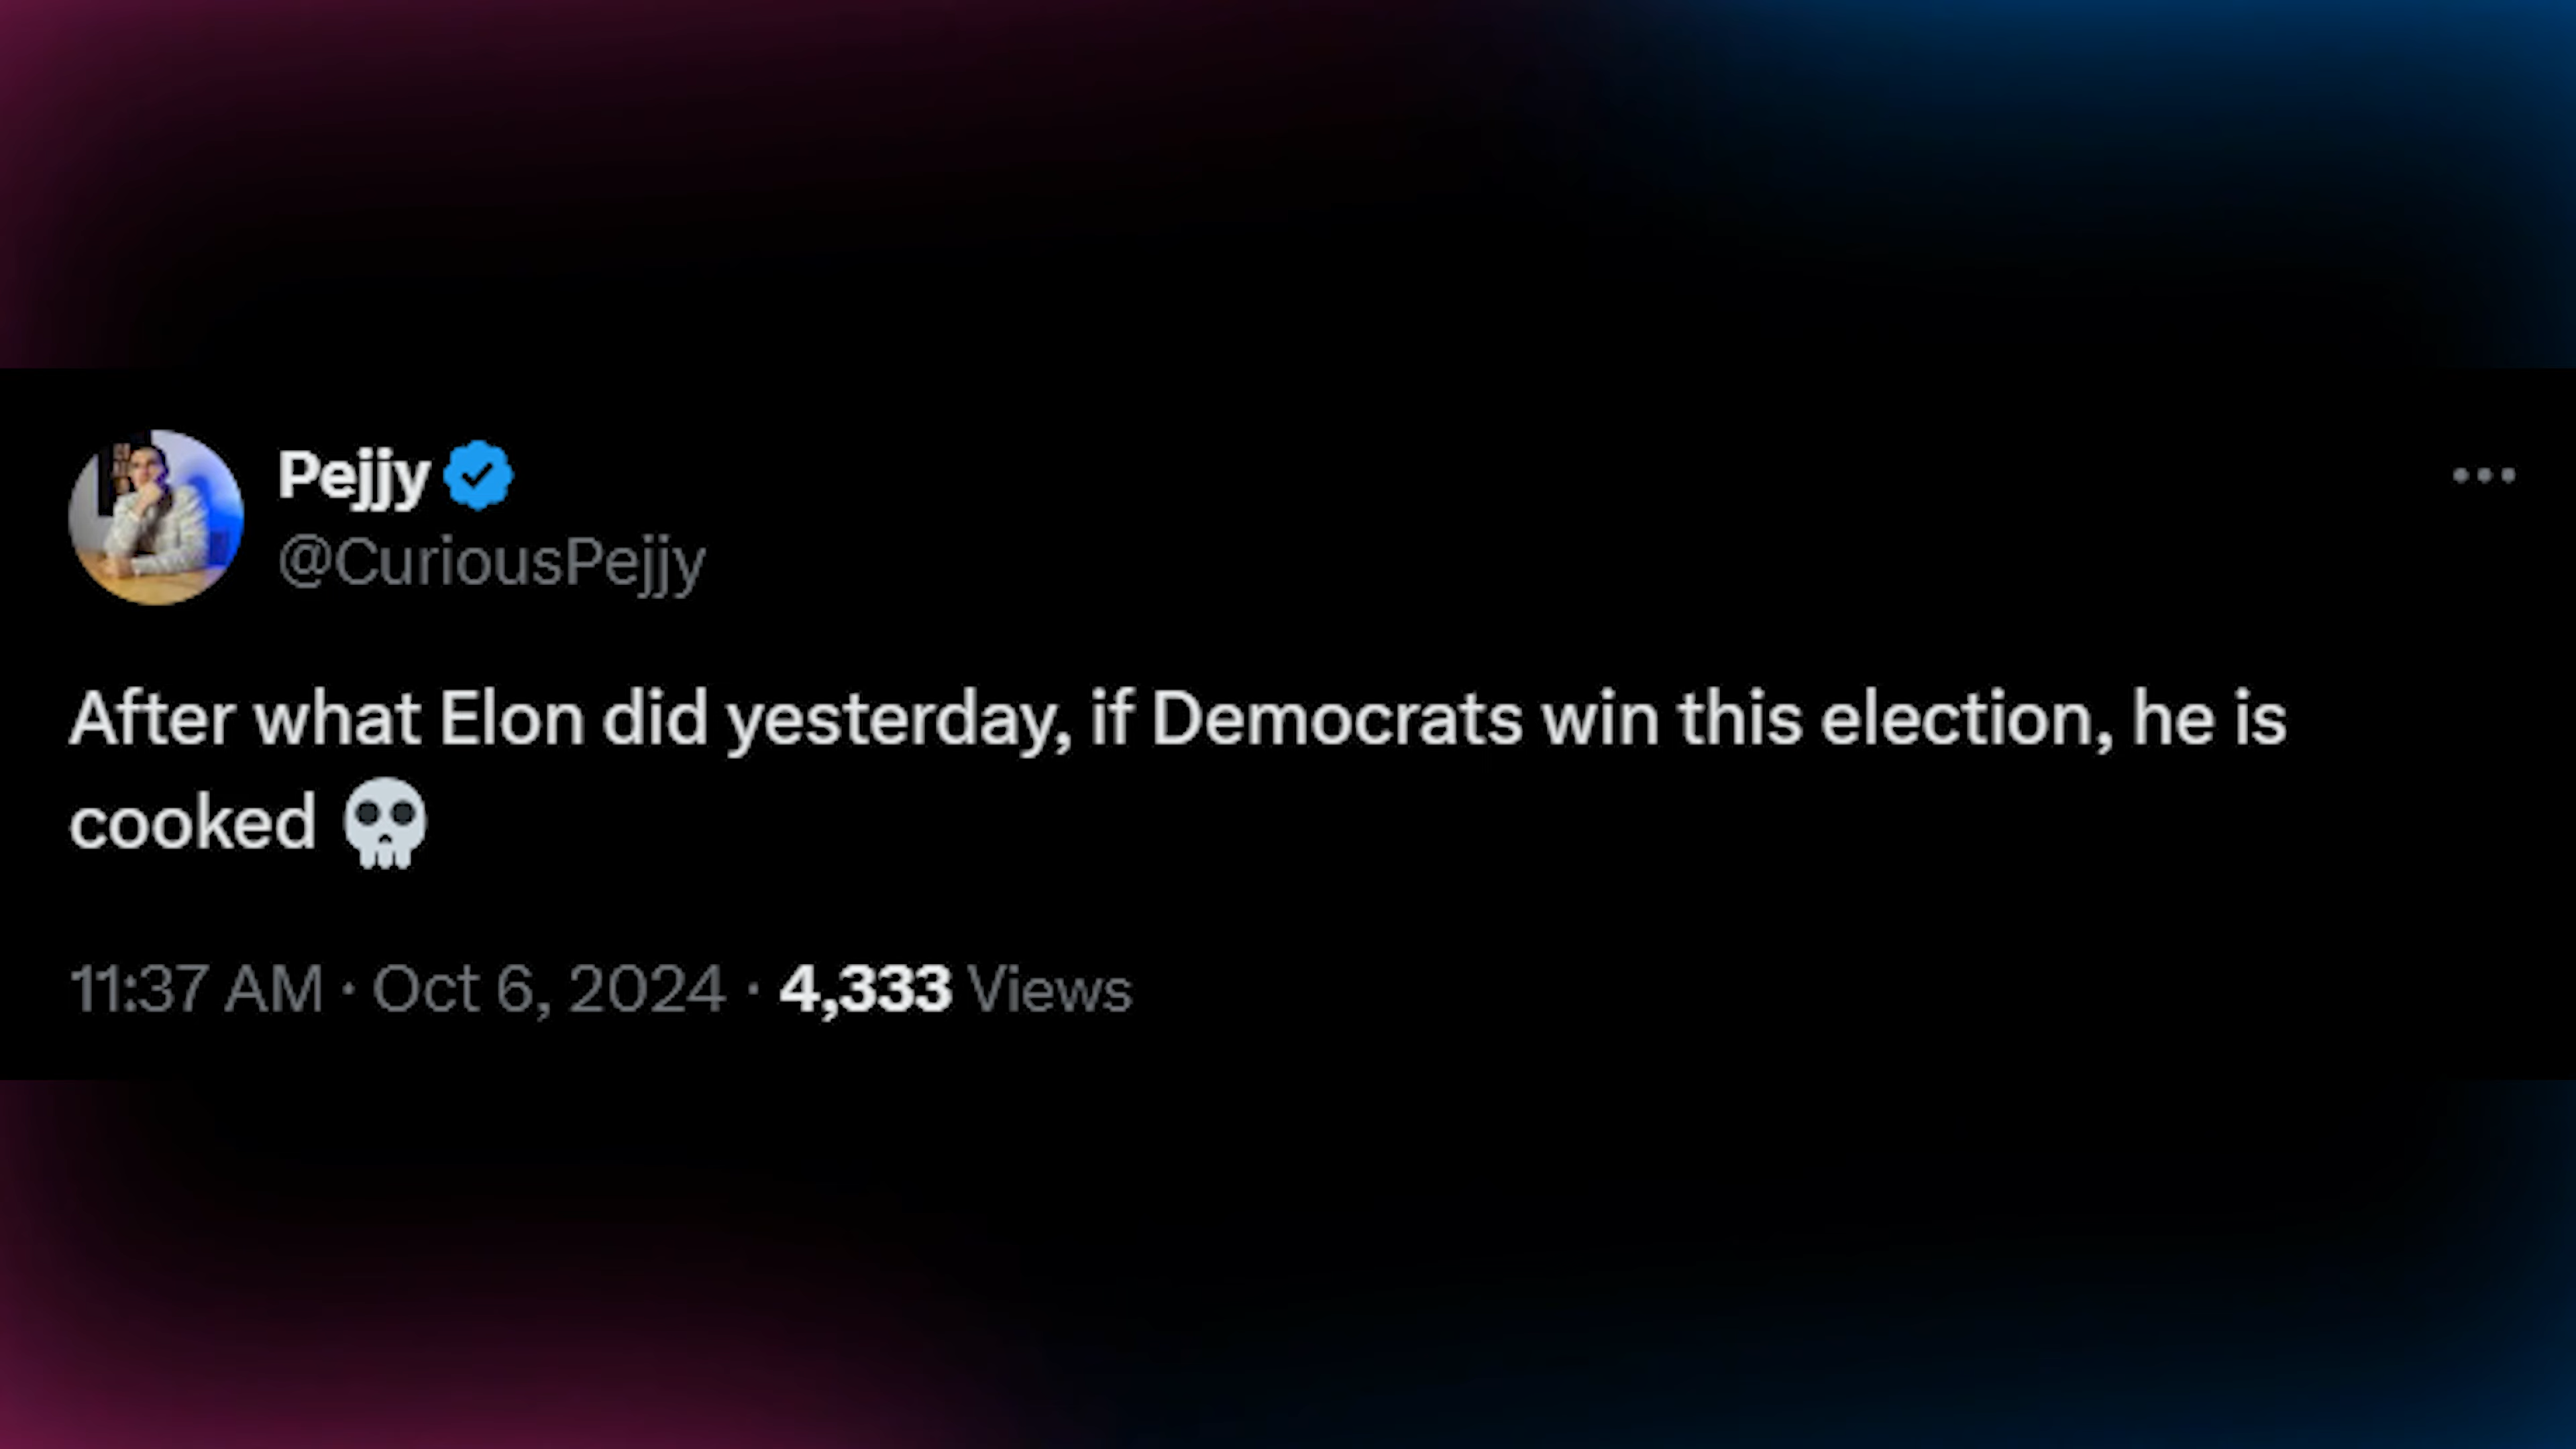 Pejjy
@CuriousPejjy
After what Elon did yesterday, if Democrats win this election, he is
cooked 💀
11:37 AM · Oct 6, 2024 · 4,333 Views